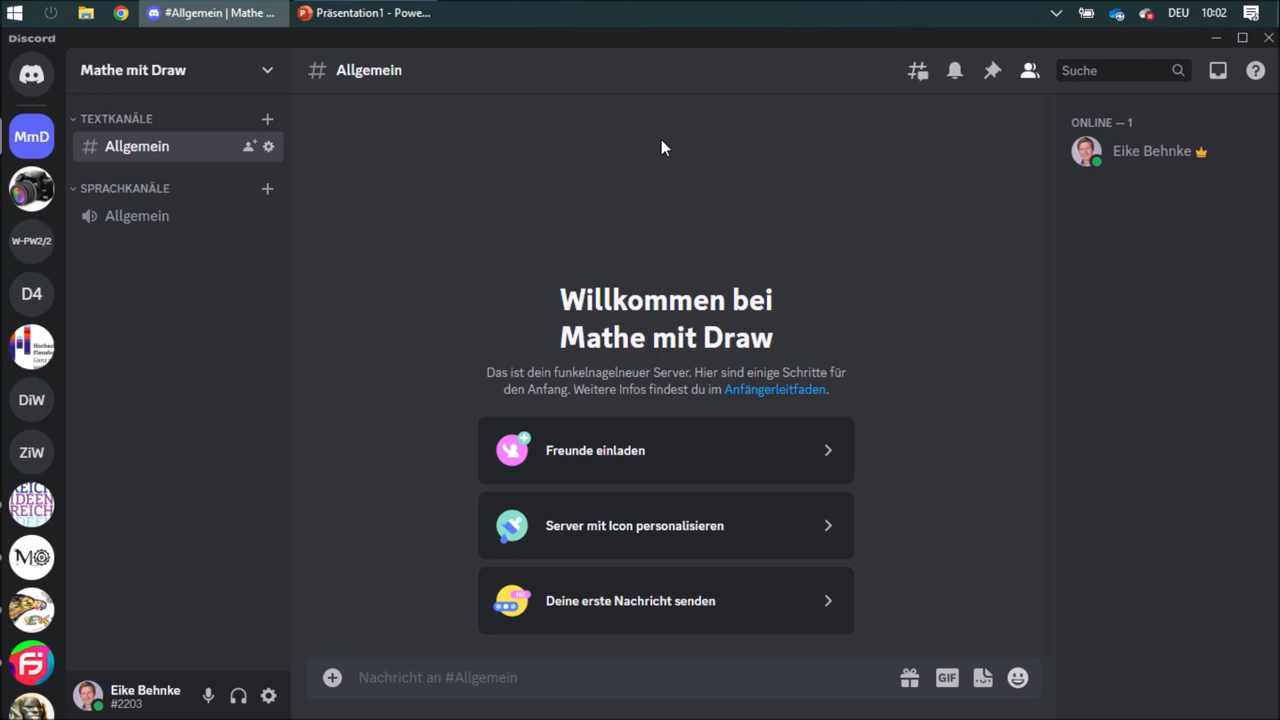 #Allgemein | Mathe ...
Präsentation1 - Powe...
DEU
10:02
Discord
Mathe mit Draw
Allgemein
Suche
TEXTKANÄLE
Allgemein
SPRACHKANÄLE
Allgemein
MmD
W-PW2/2
D4
DiW
ZiW
IDEEN
REICH
Willkommen bei
Mathe mit Draw
Das ist dein funkelnagelneuer Server. Hier sind einige Schritte für
den Anfang. Weitere Infos findest du im Anfängerleitfaden.
Freunde einladen
Server mit Icon personalisieren
Deine erste Nachricht senden
Nachricht an #Allgemein
GIF
ONLINE — 1
Eike Behnke
Eike Behnke
#2203